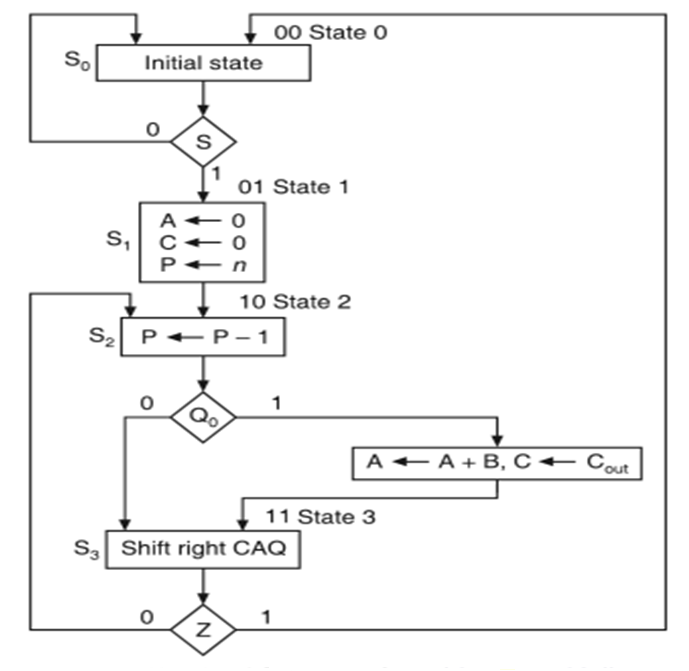 00 State 0
S₀ Initial state
0 S
1
01 State 1
A ← 0
S₁ C ← 0
P ← n
10 State 2
S₂ P ← P – 1
0 Q₀ 1
A ← A + B, C ← Cout
11 State 3
S₃ Shift right CAQ
0 Z 1